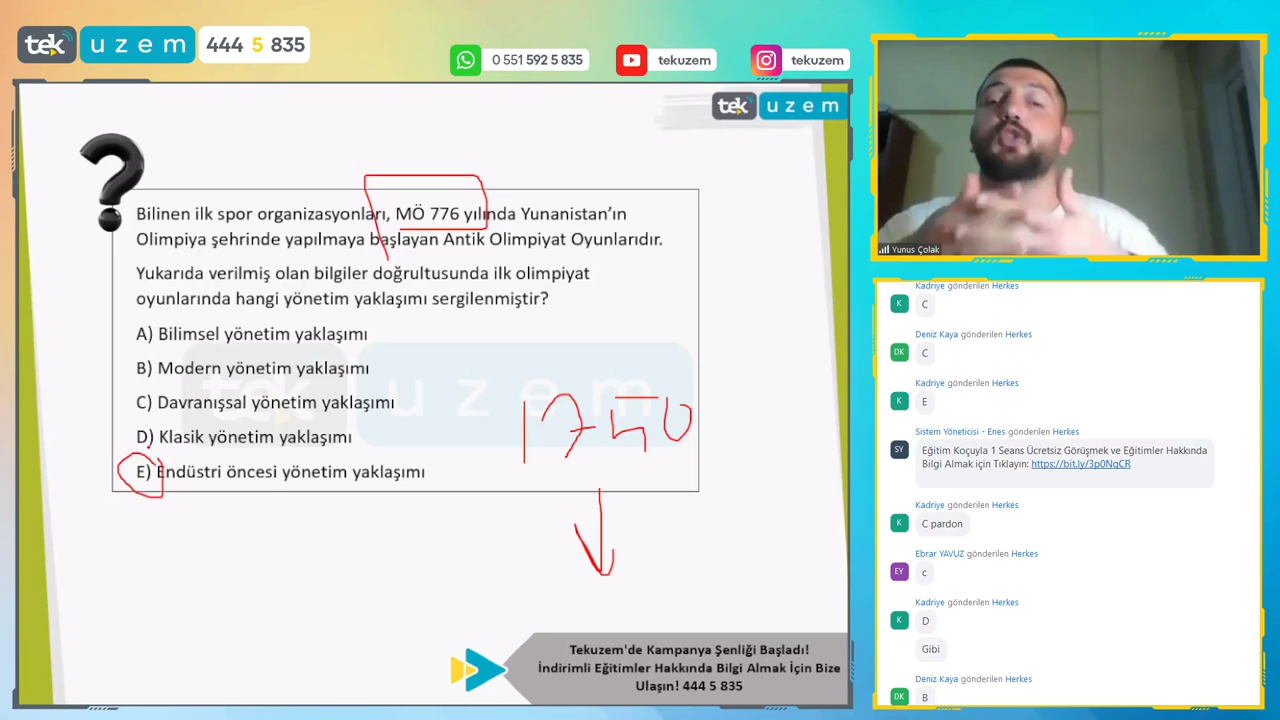 tek uzem 444 5 835
0 551 592 5 835
tekuzem
tekuzem
tek uzem
Bilinen ilk spor organizasyonları, MÖ 776 yılında Yunanistan’ın
Olimpiya şehrinde yapılmaya başlayan Antik Olimpiyat Oyunlarıdır.
Yukarıda verilmiş olan bilgiler doğrultusunda ilk olimpiyat
oyunlarında hangi yönetim yaklaşımı sergilenmiştir?
A) Bilimsel yönetim yaklaşımı
B) Modern yönetim yaklaşımı
C) Davranışsal yönetim yaklaşımı
D) Klasik yönetim yaklaşımı
E) Endüstri öncesi yönetim yaklaşımı
tek uzem
1750
Tekuzem'de Kampanya Şenliği Başladı!
İndirimli Eğitimler Hakkında Bilgi Almak İçin Bize
Ulaşın! 444 5 835
Yunus Çolak
Kadriye gönderilen Herkes
K C
Deniz Kaya gönderilen Herkes
DK C
Kadriye gönderilen Herkes
K E
Sistem Yöneticisi - Enes gönderilen Herkes
SY Eğitim Koçuyla 1 Seans Ücretsiz Görüşmek ve Eğitimler Hakkında
Bilgi Almak için Tıklayın: https://bit.ly/3p0NqCR
Kadriye gönderilen Herkes
K C pardon
Ebrar YAVUZ gönderilen Herkes
EY c
Kadriye gönderilen Herkes
K D
Gibi
Deniz Kaya gönderilen Herkes
DK B